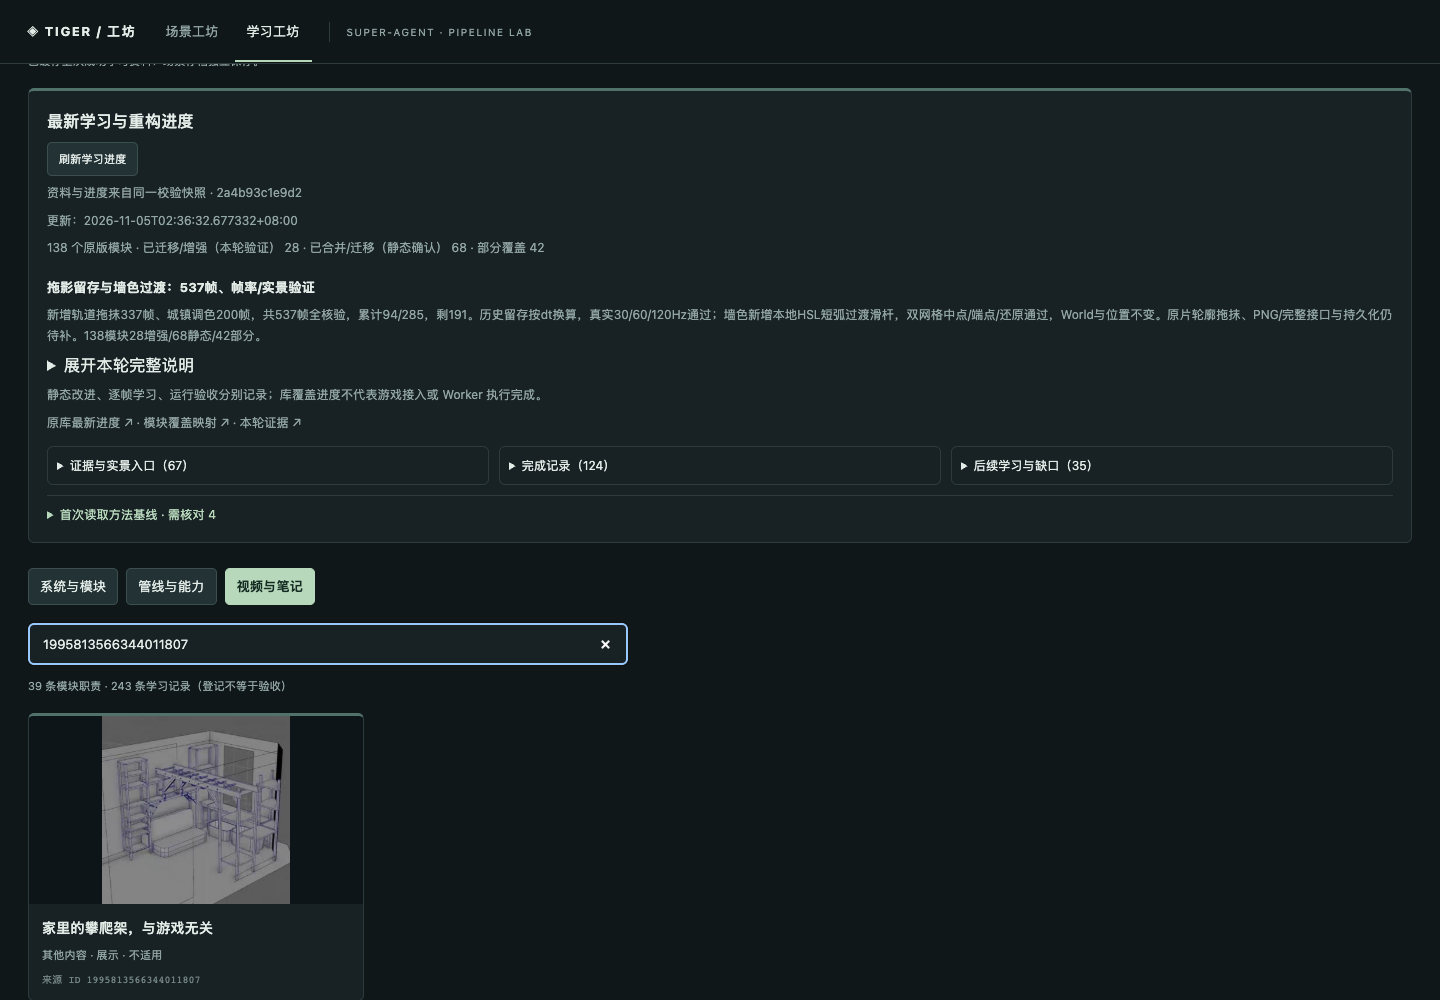 ◈ TIGER / 工坊
场景工坊
学习工坊
SUPER-AGENT · PIPELINE LAB
最新学习与重构进度
刷新学习进度
资料与进度来自同一校验快照 · 2a4b93c1e9d2
更新：2026-11-05T02:36:32.677332+08:00
138 个原版模块 · 已迁移/增强（本轮验证） 28 · 已合并/迁移（静态确认） 68 · 部分覆盖 42
拖影留存与墙色过渡：537帧、帧率/实景验证
新增轨道拖抹337帧、城镇调色200帧，共537帧全核验，累计94/285，剩191。历史留存按dt换算，真实30/60/120Hz通过；墙色新增本地HSL短弧过渡滑杆，双网格中点/端点/还原通过，World与位置不变。原片轮廓拖抹、PNG/完整接口与持久化仍
待补。138模块28增强/68静态/42部分。
▶ 展开本轮完整说明
静态改进、逐帧学习、运行验收分别记录；库覆盖进度不代表游戏接入或 Worker 执行完成。
原库最新进度 ↗ · 模块覆盖映射 ↗ · 本轮证据 ↗
▶ 证据与实景入口（67）
▶ 完成记录（124）
▶ 后续学习与缺口（35）
▶ 首次读取方法基线 · 需核对 4
系统与模块
管线与能力
视频与笔记
1995813566344011807
×
39 条模块职责 · 243 条学习记录（登记不等于验收）
家里的攀爬架，与游戏无关
其他内容 · 展示 · 不适用
来源 ID 1995813566344011807